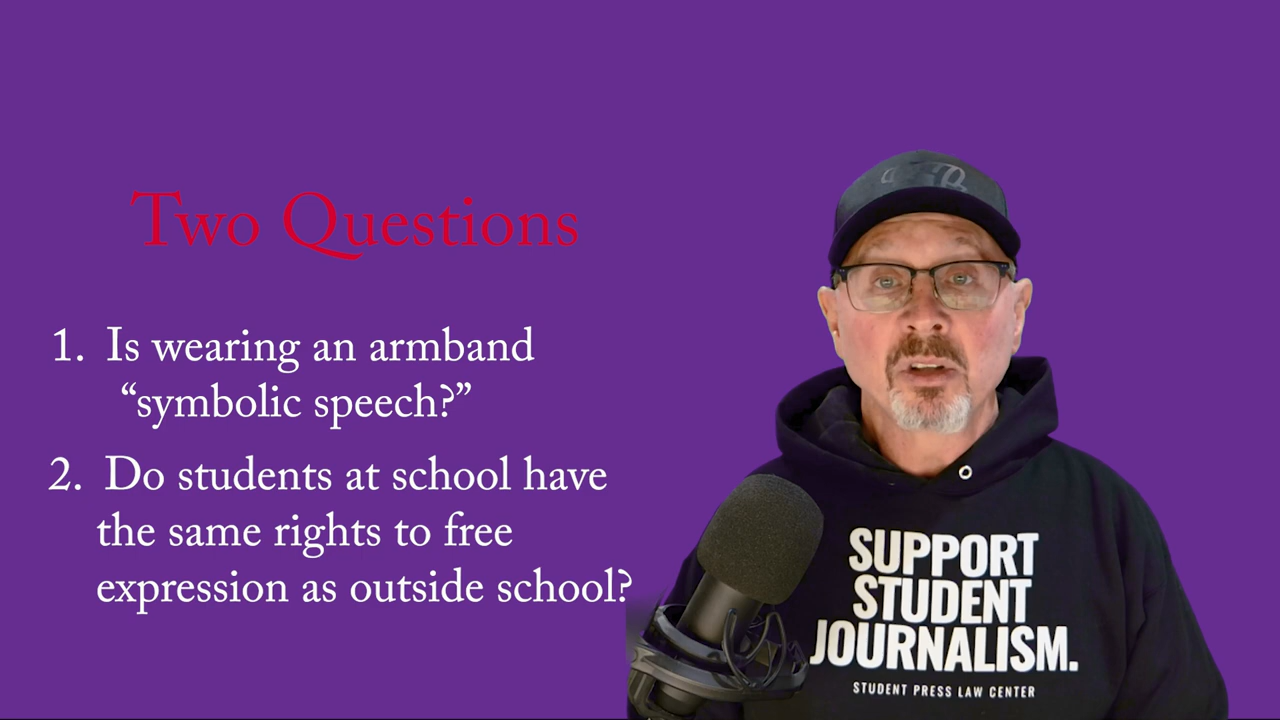 Two Questions
1. Is wearing an armband
“symbolic speech?”
2. Do students at school have
the same rights to free
expression as outside school?
SUPPORT
STUDENT
JOURNALISM.
STUDENT PRESS LAW CENTER